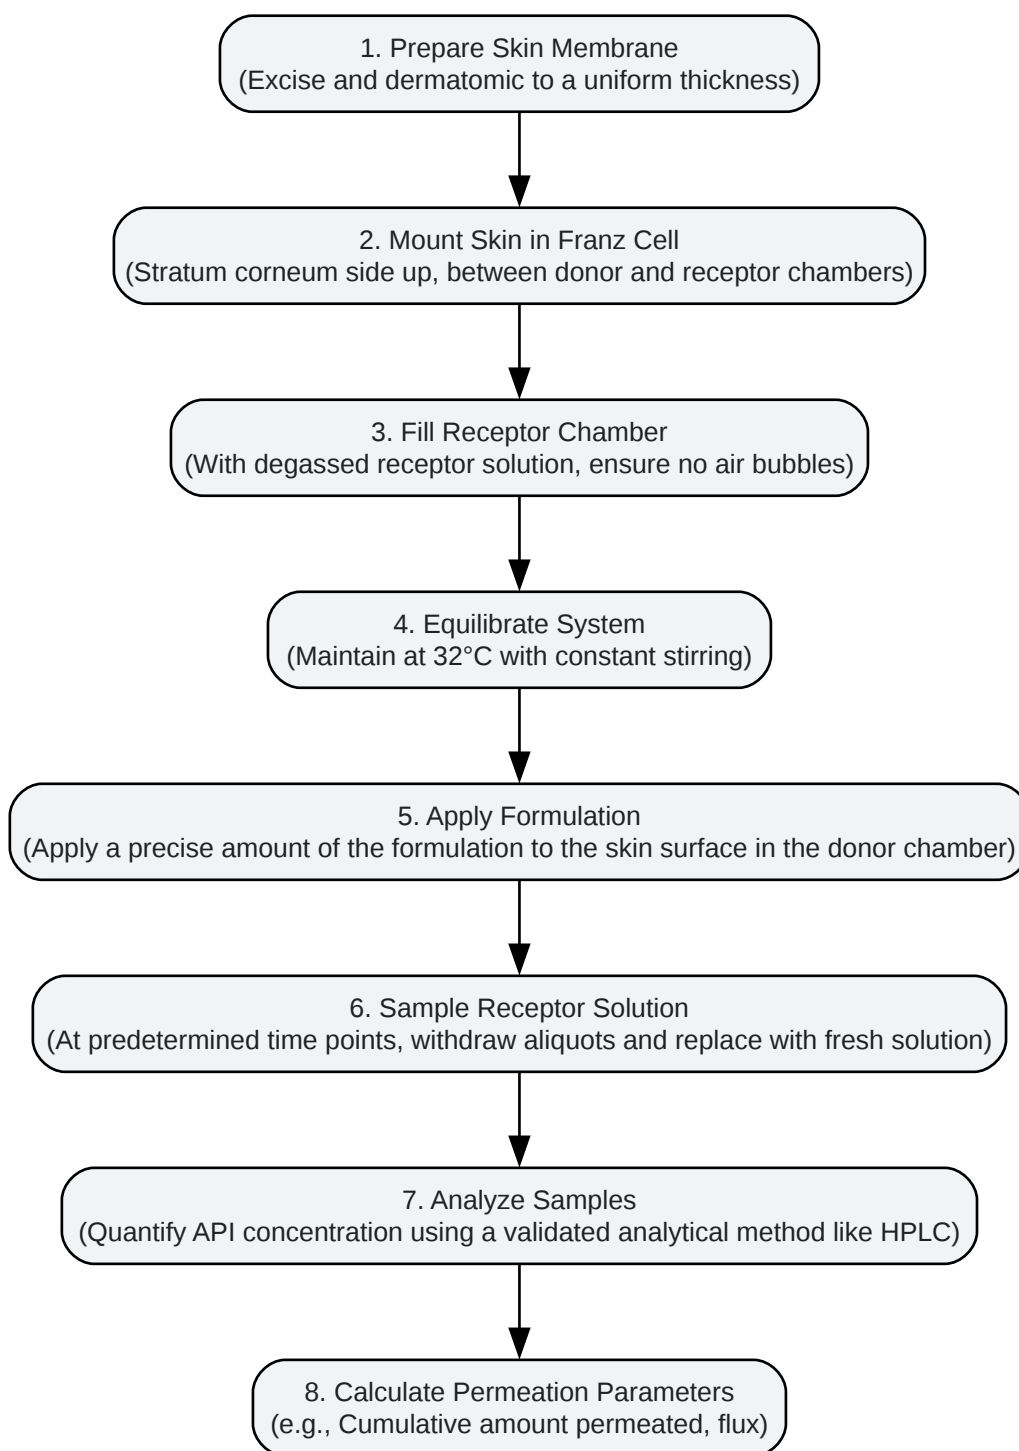 1. Prepare Skin Membrane
(Excise and dermatomic to a uniform thickness)
2. Mount Skin in Franz Cell
(Stratum corneum side up, between donor and receptor chambers)
3. Fill Receptor Chamber
(With degassed receptor solution, ensure no air bubbles)
4. Equilibrate System
(Maintain at 32°C with constant stirring)
5. Apply Formulation
(Apply a precise amount of the formulation to the skin surface in the donor chamber)
6. Sample Receptor Solution
(At predetermined time points, withdraw aliquots and replace with fresh solution)
7. Analyze Samples
(Quantify API concentration using a validated analytical method like HPLC)
8. Calculate Permeation Parameters
(e.g., Cumulative amount permeated, flux)